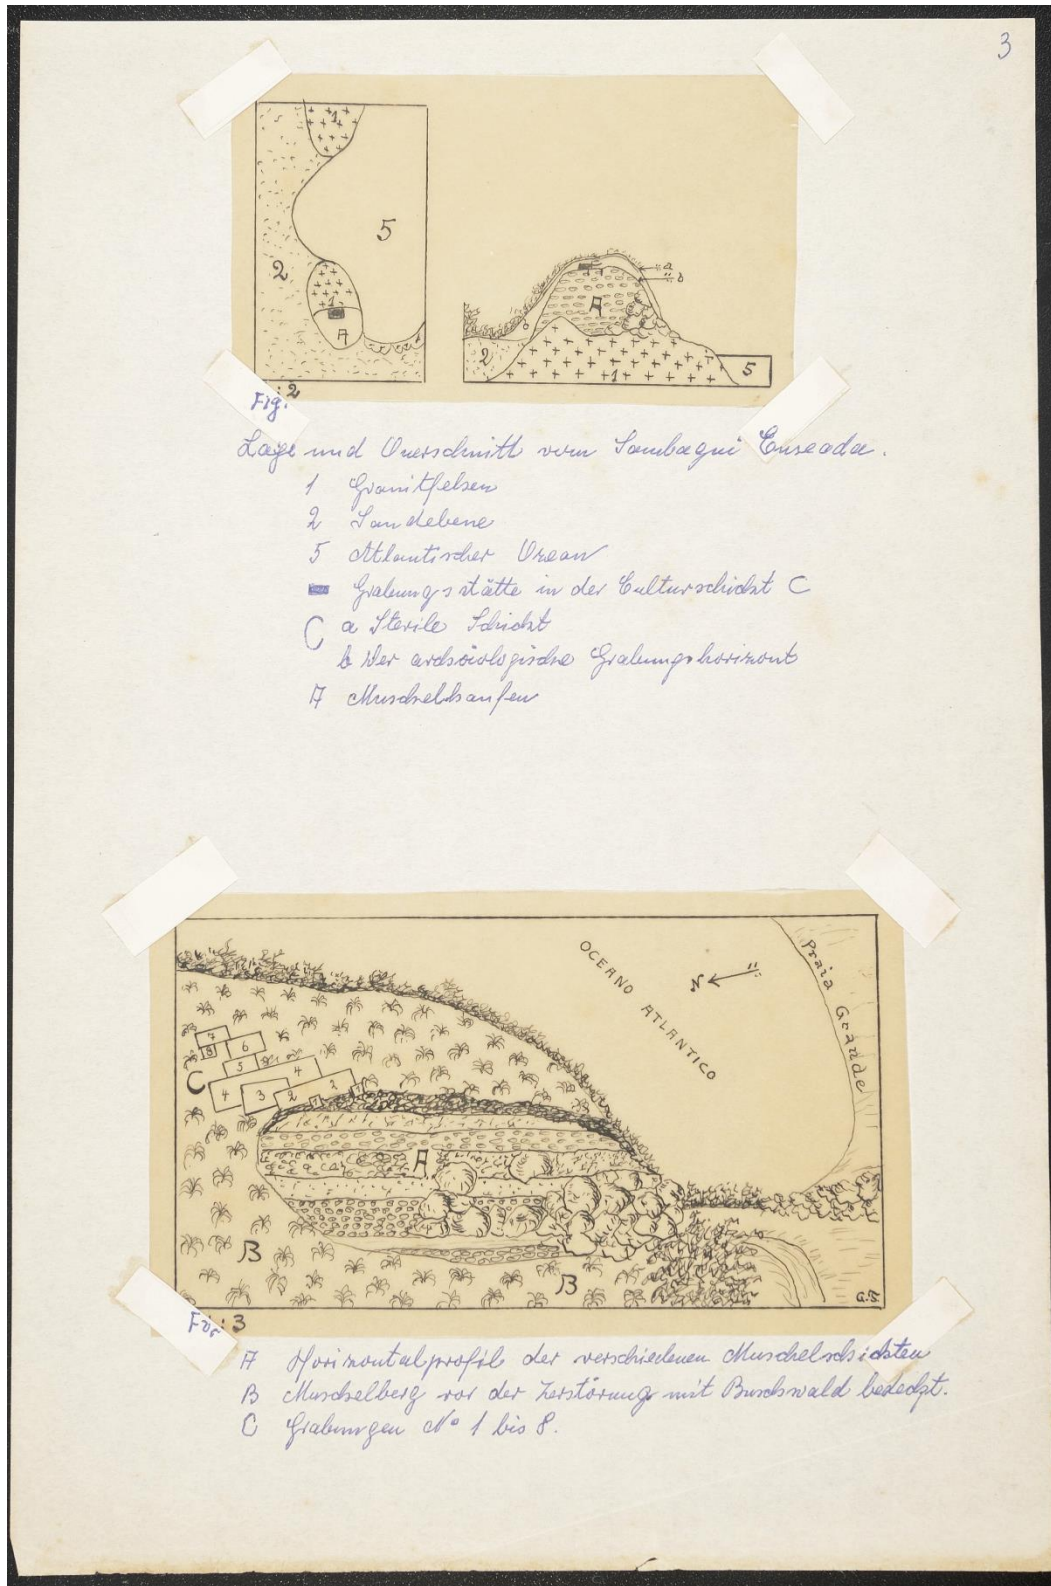 3
1
5
2
1
A
a
b
A
2
1
5
Fig. 2
Lage und Querschnitt vom Sambaqui Enseada.
1 Granitfelsen
2 Sandebene
5 Atlantischer Ozean
Grabungsstätte in der Culturschicht C
C a Sterile Schicht
b Der archäologische Grabungshorizont
A Muschelhaufen
OCEANO ATLANTICO
N
Praia Grande
7
8
6
5
4
C
4
3
2
2
1
A
B
B
G.T.
Fig. 3
A Horizontalprofil der verschiedenen Muschelschichten
B Muschelberg vor der Zerstörung mit Buschwald bedeckt.
C Grabungen No 1 bis 8.